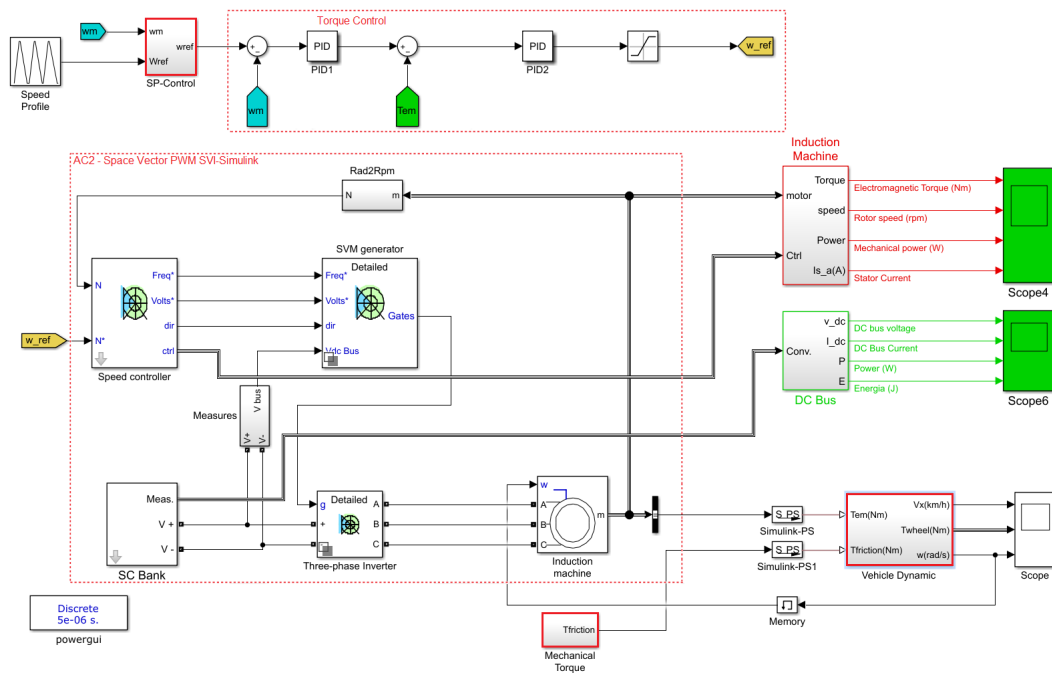 Torque Control
wm
wm
Wref
wref
SP-Control
Speed
Profile
+
_
PID
PID1
wm
+
_
Tem
PID
PID2
w_ref
AC2 - Space Vector PWM SVI-Simulink
Rad2Rpm
N
m
SVM generator
Detailed
Freq*
Volts*
dir
Vdc Bus
Gates
N
N*
Freq*
Volts*
dir
ctrl
Speed controller
w_ref
Measures
V bus
V+
V-
Meas.
V +
V -
SC Bank
Detailed
g
+
-
A
B
C
Three-phase Inverter
w
A
B
C
m
Induction
machine
Induction
Machine
motor
Ctrl
Torque
speed
Power
Is_a(A)
Electromagnetic Torque (Nm)
Rotor speed (rpm)
Mechanical power (W)
Stator Current
Scope4
Conv.
v_dc
I_dc
P
E
DC Bus
DC bus voltage
DC Bus Current
Power (W)
Energia (J)
Scope6
S PS
Simulink-PS
S PS
Simulink-PS1
Tem(Nm)
Tfriction(Nm)
Vx(km/h)
Twheel(Nm)
w(rad/s)
Vehicle Dynamic
Scope
Memory
Tfriction
Mechanical
Torque
Discrete
5e-06 s.
powergui